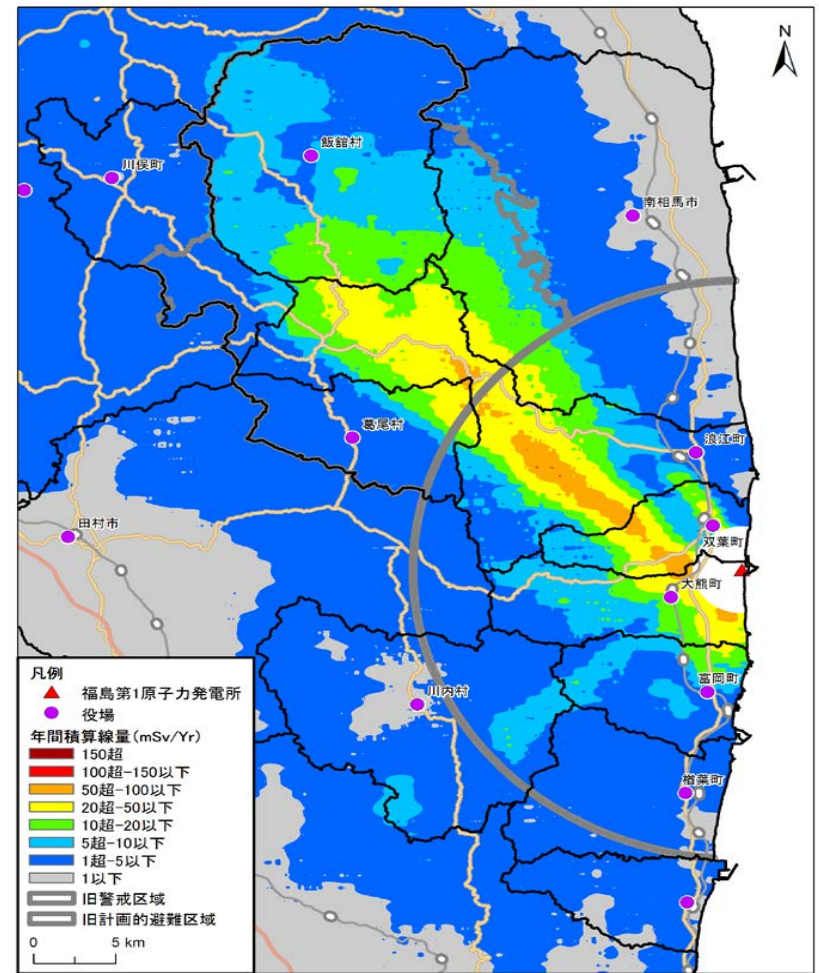 N
飯舘村
川俣町
南相馬市
葛尾村
浪江町
田村市
双葉町
大熊町
富岡町
川内村
楢葉町
凡例
福島第1原子力発電所
役場
年間積算線量(mSv/Yr)
150超
100超-150以下
50超-100以下
20超-50以下
10超-20以下
5超-10以下
1超-5以下
1以下
旧警戒区域
旧計画的避難区域
0 5 km